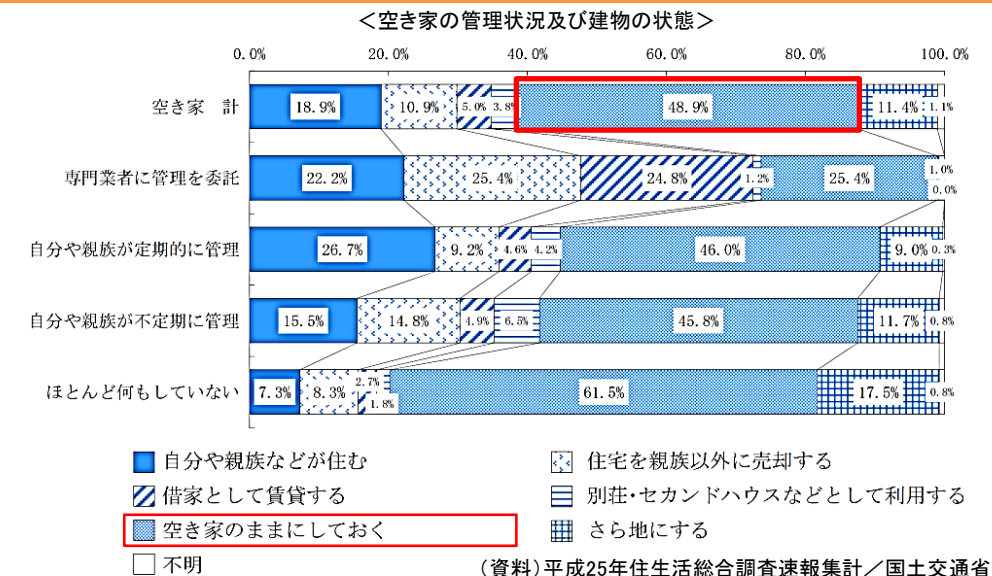 ＜空き家の管理状況及び建物の状態＞
0.0% 20.0% 40.0% 60.0% 80.0% 100.0%
空き家 計 18.9% 10.9% 5.0% 3.8% 48.9% 11.4% 1.1%
専門業者に管理を委託 22.2% 25.4% 24.8% 1.2% 25.4% 1.0% 0.0%
自分や親族が定期的に管理 26.7% 9.2% 4.6% 4.2% 46.0% 9.0% 0.3%
自分や親族が不定期に管理 15.5% 14.8% 4.9% 6.5% 45.8% 11.7% 0.8%
ほとんど何もしていない 7.3% 8.3% 2.7% 1.8% 61.5% 17.5% 0.8%
自分や親族などが住む 住宅を親族以外に売却する
借家として賃貸する 別荘・セカンドハウスなどとして利用する
空き家のままにしておく さら地にする
不明 （資料）平成25年住生活総合調査速報集計／国土交通省